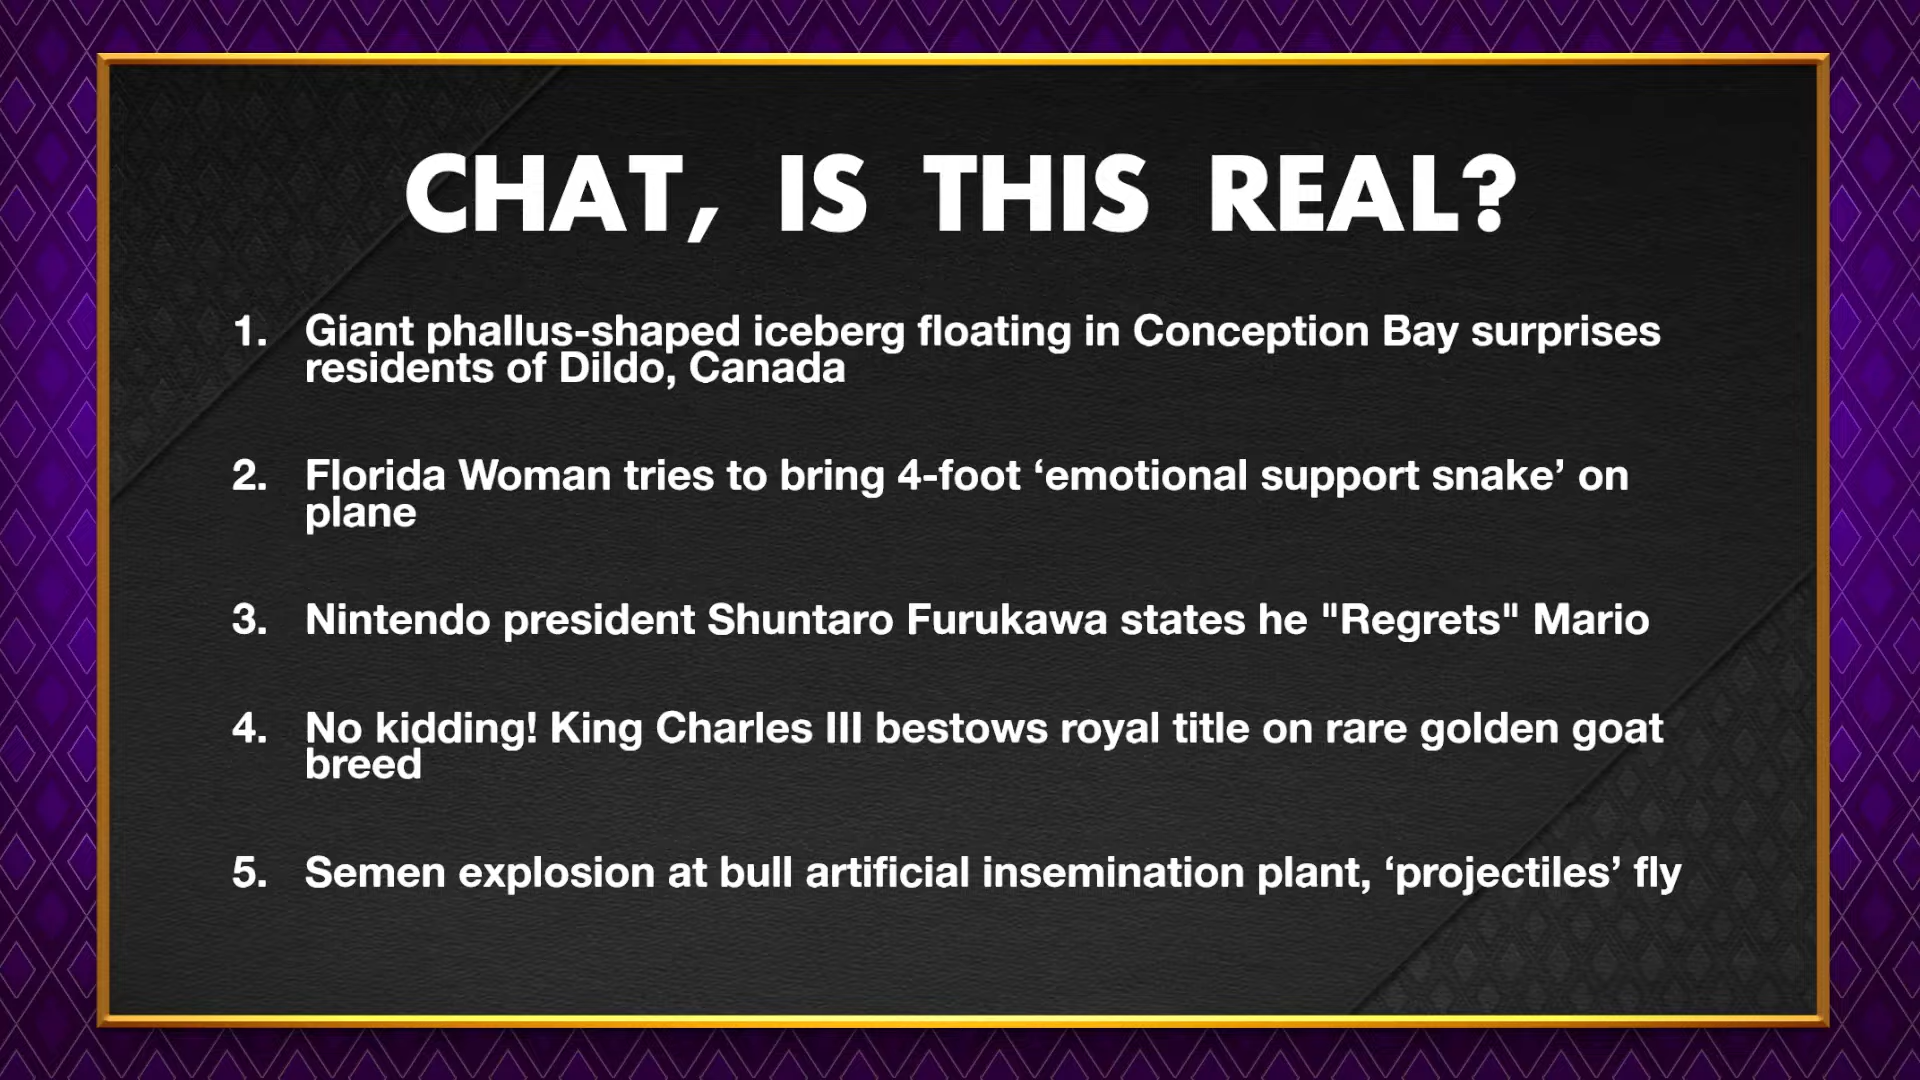 CHAT, IS THIS REAL?
1. Giant phallus-shaped iceberg floating in Conception Bay surprises
residents of Dildo, Canada
2. Florida Woman tries to bring 4-foot ‘emotional support snake’ on
plane
3. Nintendo president Shuntaro Furukawa states he "Regrets" Mario
4. No kidding! King Charles III bestows royal title on rare golden goat
breed
5. Semen explosion at bull artificial insemination plant, ‘projectiles’ fly